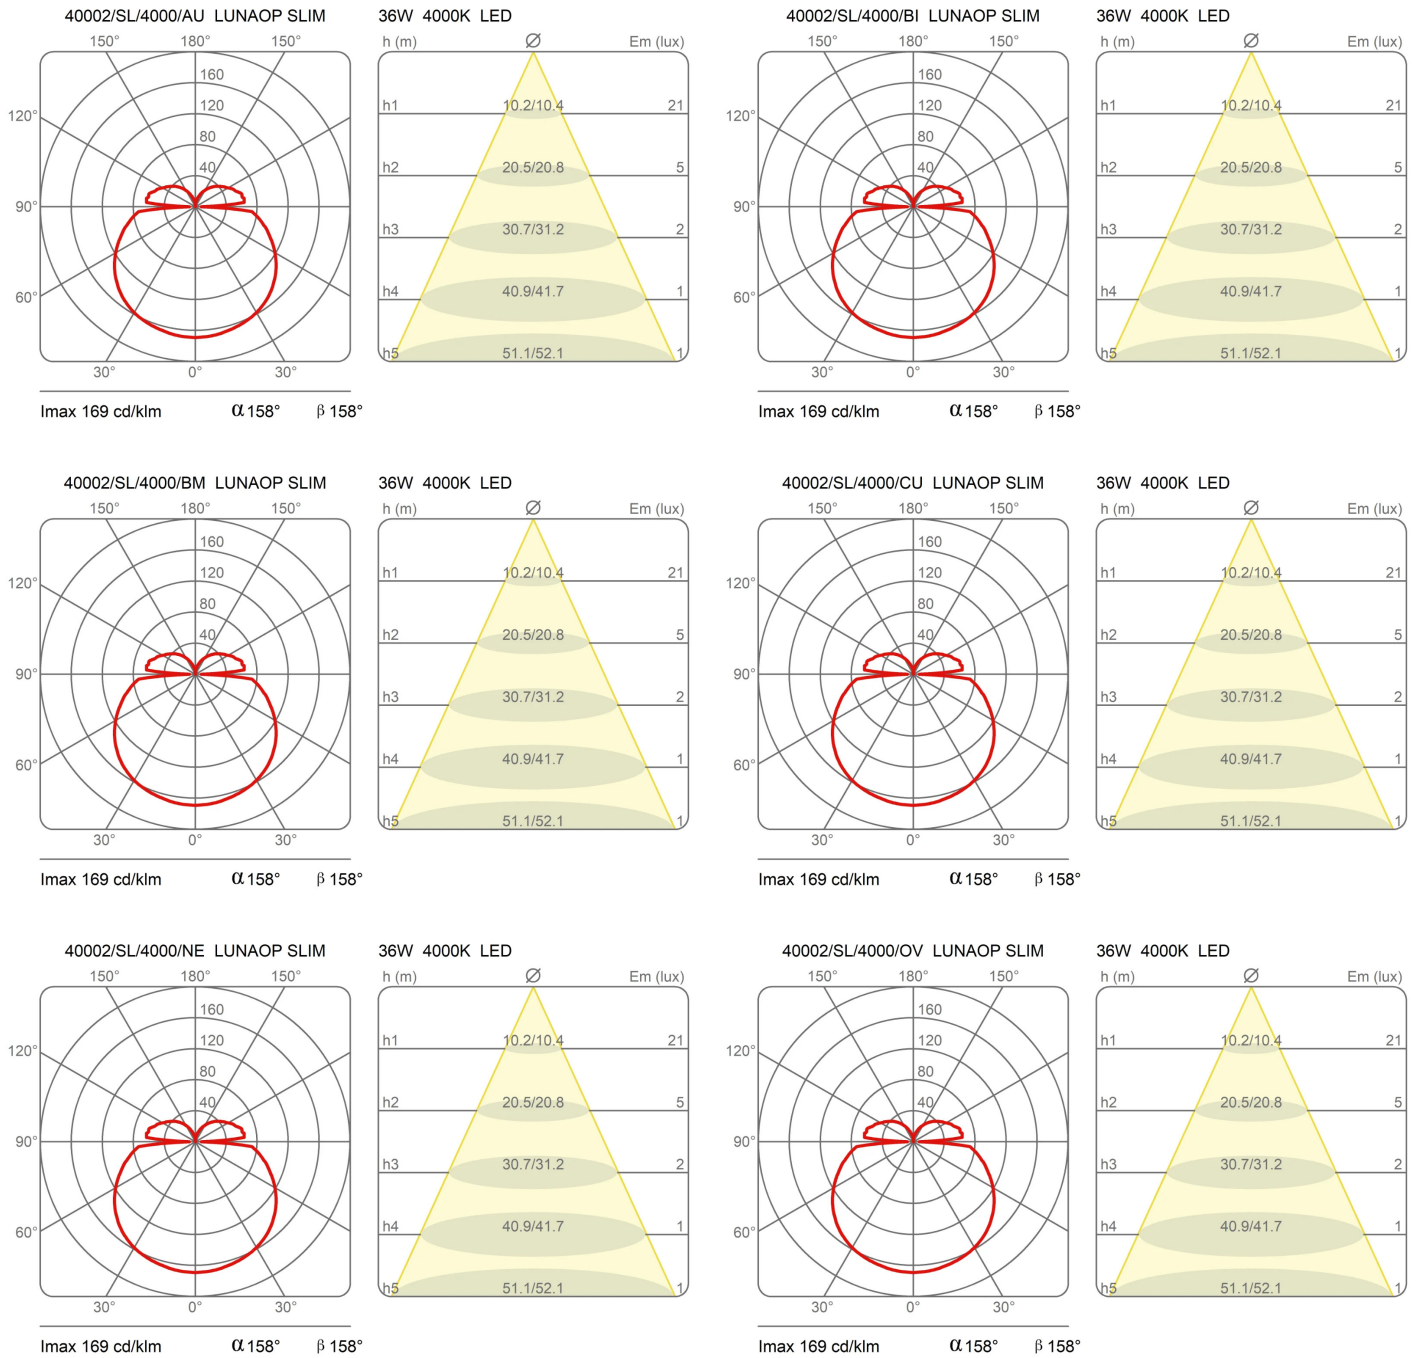 40002/SL/4000/AU LUNAOP SLIM
150° 180° 150°
160
120
120°
80
40
90°
60°
30° 0° 30°
Imax 169 cd/klm α 158° β 158°
36W 4000K LED
h (m) Ø Em (lux)
h1 10.2/10.4 21
h2 20.5/20.8 5
h3 30.7/31.2 2
h4 40.9/41.7 1
h5 51.1/52.1 1
40002/SL/4000/BI LUNAOP SLIM
150° 180° 150°
160
120
120°
80
40
90°
60°
30° 0° 30°
Imax 169 cd/klm α 158° β 158°
36W 4000K LED
h (m) Ø Em (lux)
h1 10.2/10.4 21
h2 20.5/20.8 5
h3 30.7/31.2 2
h4 40.9/41.7 1
h5 51.1/52.1 1
40002/SL/4000/BM LUNAOP SLIM
150° 180° 150°
160
120
120°
80
40
90°
60°
30° 0° 30°
Imax 169 cd/klm α 158° β 158°
36W 4000K LED
h (m) Ø Em (lux)
h1 10.2/10.4 21
h2 20.5/20.8 5
h3 30.7/31.2 2
h4 40.9/41.7 1
h5 51.1/52.1 1
40002/SL/4000/CU LUNAOP SLIM
150° 180° 150°
160
120
120°
80
40
90°
60°
30° 0° 30°
Imax 169 cd/klm α 158° β 158°
36W 4000K LED
h (m) Ø Em (lux)
h1 10.2/10.4 21
h2 20.5/20.8 5
h3 30.7/31.2 2
h4 40.9/41.7 1
h5 51.1/52.1 1
40002/SL/4000/NE LUNAOP SLIM
150° 180° 150°
160
120
120°
80
40
90°
60°
30° 0° 30°
Imax 169 cd/klm α 158° β 158°
36W 4000K LED
h (m) Ø Em (lux)
h1 10.2/10.4 21
h2 20.5/20.8 5
h3 30.7/31.2 2
h4 40.9/41.7 1
h5 51.1/52.1 1
40002/SL/4000/OV LUNAOP SLIM
150° 180° 150°
160
120
120°
80
40
90°
60°
30° 0° 30°
Imax 169 cd/klm α 158° β 158°
36W 4000K LED
h (m) Ø Em (lux)
h1 10.2/10.4 21
h2 20.5/20.8 5
h3 30.7/31.2 2
h4 40.9/41.7 1
h5 51.1/52.1 1